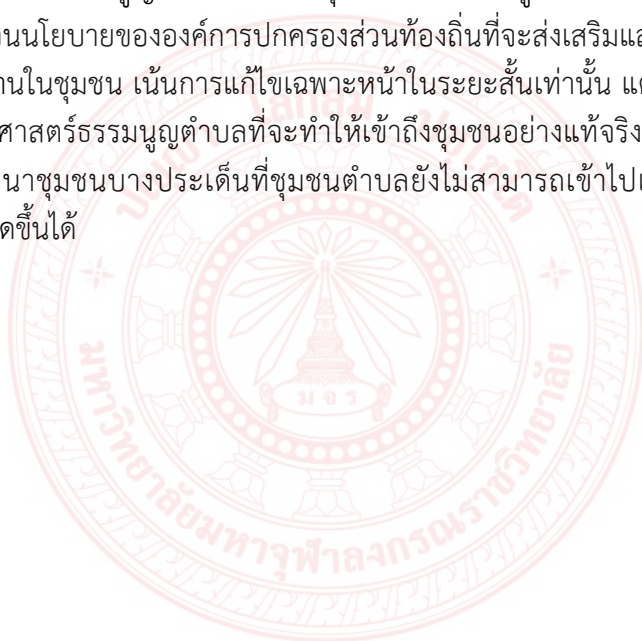 นนโยบายขององค์การปกครองส่วนท้องถิ่นที่จะส่งเสริมแล
านในชุมชน เน้นการแก้ไขเฉพาะหน้าในระยะสั้นเท่านั้น แต
ศาสตร์ธรรมนูญตำบลที่จะทำให้เข้าถึงชุมชนอย่างแท้จริง
นาชุมชนบางประเด็นที่ชุมชนตำบลยังไม่สามารถเข้าไปแ
ดขึ้นได้
ม จ ร
มหาวิทยาลัยมหาจุฬาลงกรณราชวิทยาลัย